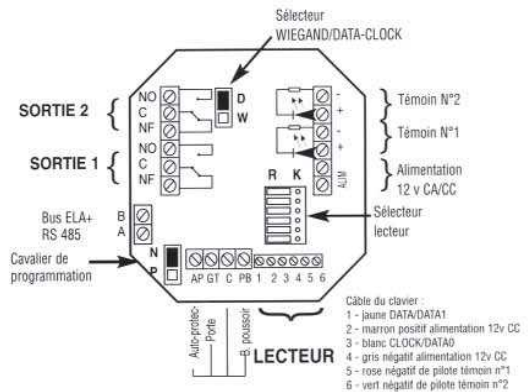 Sélecteur
WIEGAND/DATA-CLOCK
NO
C
NF
NO
C
NF
SORTIE 2
SORTIE 1
D
W
-
+
-
+
ALIM
Témoin N°2
Témoin N°1
Alimentation
12 v CA/CC
R K
Sélecteur
lecteur
Bus ELA+
RS 485
B
A
Cavalier de
programmation
N
P
AP GT C PB 1 2 3 4 5 6
Auto-protec-
Porte
B. poussoir
LECTEUR
Câble du clavier :
1 - jaune DATA/DATA1
2 - marron positif alimentation 12v CC
3 - blanc CLOCK/DATA0
4 - gris négatif alimentation 12v CC
5 - rose négatif de pilote témoin n°1
6 - vert négatif de pilote témoin n°2